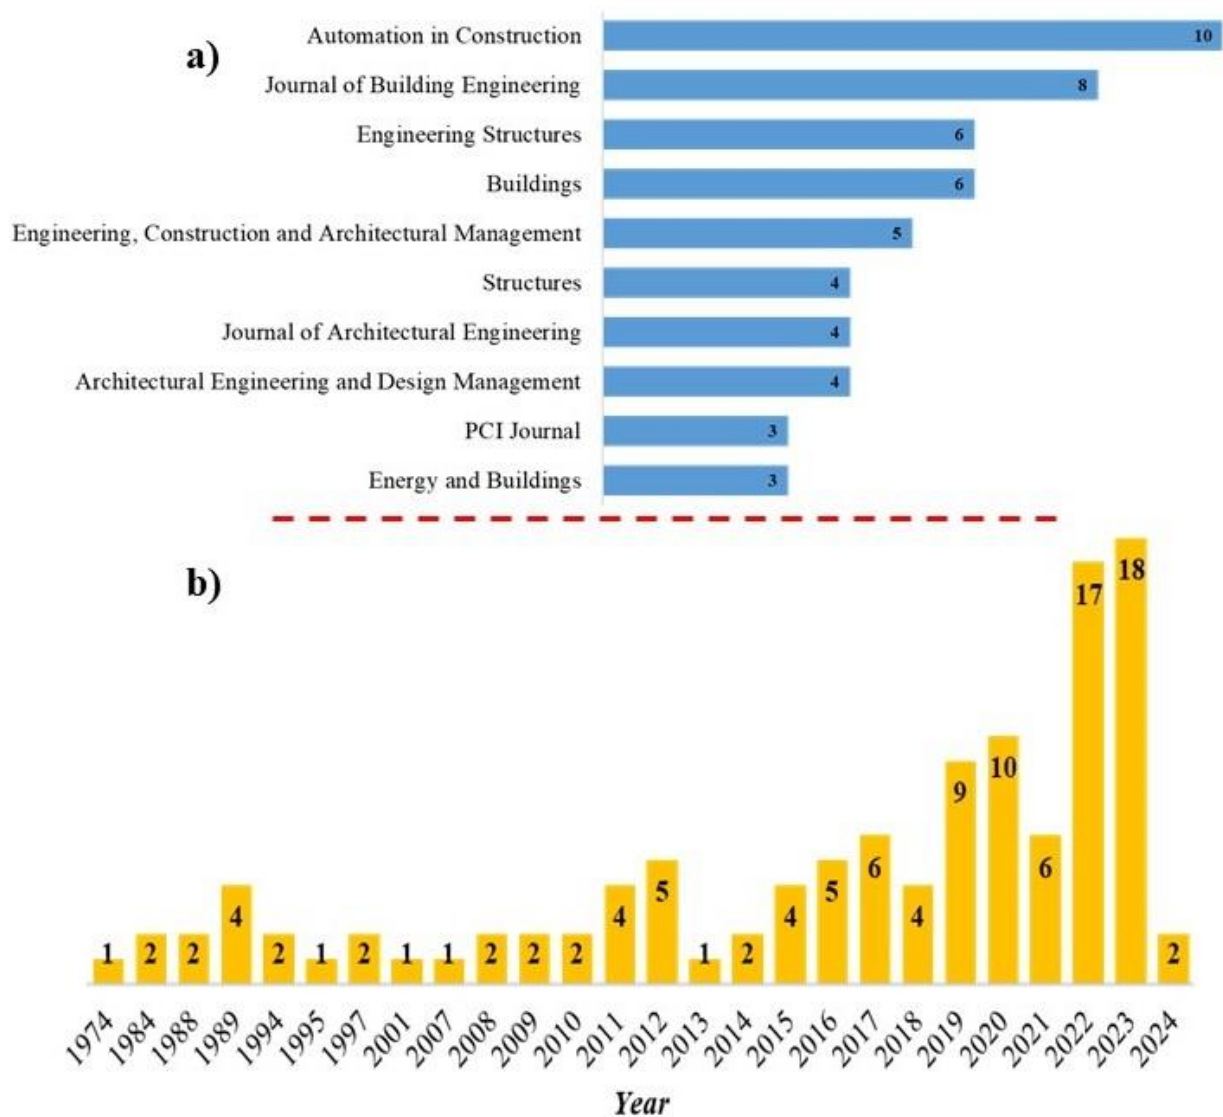 a)
Automation in Construction 10
Journal of Building Engineering 8
Engineering Structures 6
Buildings 6
Engineering, Construction and Architectural Management 5
Structures 4
Journal of Architectural Engineering 4
Architectural Engineering and Design Management 4
PCI Journal 3
Energy and Buildings 3
b)
1 2 2 4 2 1 2 1 1 2 2 2 4 5 1 2 4 5 6 4 9 10 6 17 18 2
1974 1984 1988 1989 1994 1995 1997 2001 2007 2008 2009 2010 2011 2012 2013 2014 2015 2016 2017 2018 2019 2020 2021 2022 2023 2024
Year